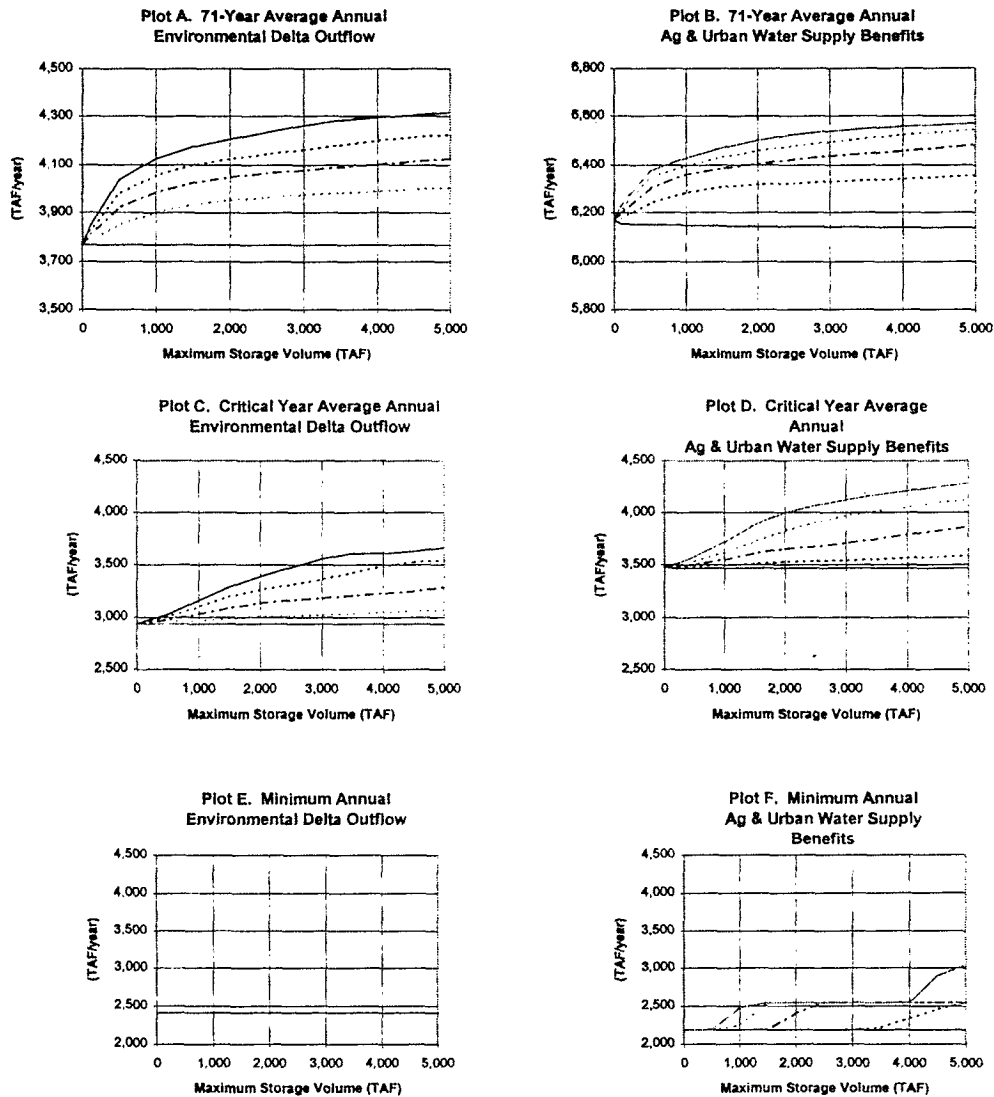 Plot A. 71-Year Average Annual
Environmental Delta Outflow
4,500
4,300
4,100
3,900
3,700
3,500
(TAF/year)
0 1,000 2,000 3,000 4,000 5,000
Maximum Storage Volume (TAF)
Plot B. 71-Year Average Annual
Ag & Urban Water Supply Benefits
6,800
6,600
6,400
6,200
6,000
5,800
(TAF/year)
0 1,000 2,000 3,000 4,000 5,000
Maximum Storage Volume (TAF)
Plot C. Critical Year Average Annual
Environmental Delta Outflow
4,500
4,000
3,500
3,000
2,500
(TAF/year)
0 1,000 2,000 3,000 4,000 5,000
Maximum Storage Volume (TAF)
Plot D. Critical Year Average
Annual
Ag & Urban Water Supply Benefits
4,500
4,000
3,500
3,000
2,500
(TAF/year)
0 1,000 2,000 3,000 4,000 5,000
Maximum Storage Volume (TAF)
Plot E. Minimum Annual
Environmental Delta Outflow
4,500
4,000
3,500
3,000
2,500
2,000
(TAF/year)
0 1,000 2,000 3,000 4,000 5,000
Maximum Storage Volume (TAF)
Plot F. Minimum Annual
Ag & Urban Water Supply
Benefits
4,500
4,000
3,500
3,000
2,500
2,000
(TAF/year)
0 1,000 2,000 3,000 4,000 5,000
Maximum Storage Volume (TAF)